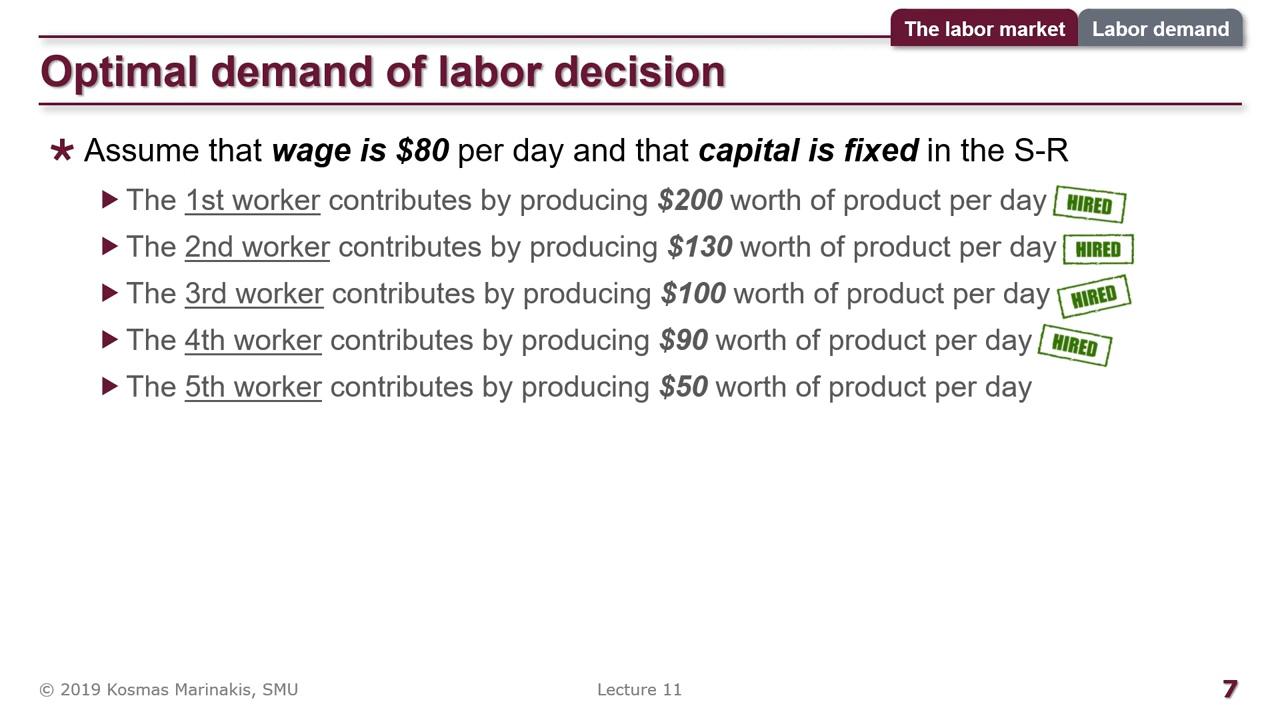 The labor market Labor demand
Optimal demand of labor decision
* Assume that wage is $80 per day and that capital is fixed in the S-R
▶ The 1st worker contributes by producing $200 worth of product per day HIRED
▶ The 2nd worker contributes by producing $130 worth of product per day HIRED
▶ The 3rd worker contributes by producing $100 worth of product per day HIRED
▶ The 4th worker contributes by producing $90 worth of product per day HIRED
▶ The 5th worker contributes by producing $50 worth of product per day
© 2019 Kosmas Marinakis, SMU Lecture 11 7